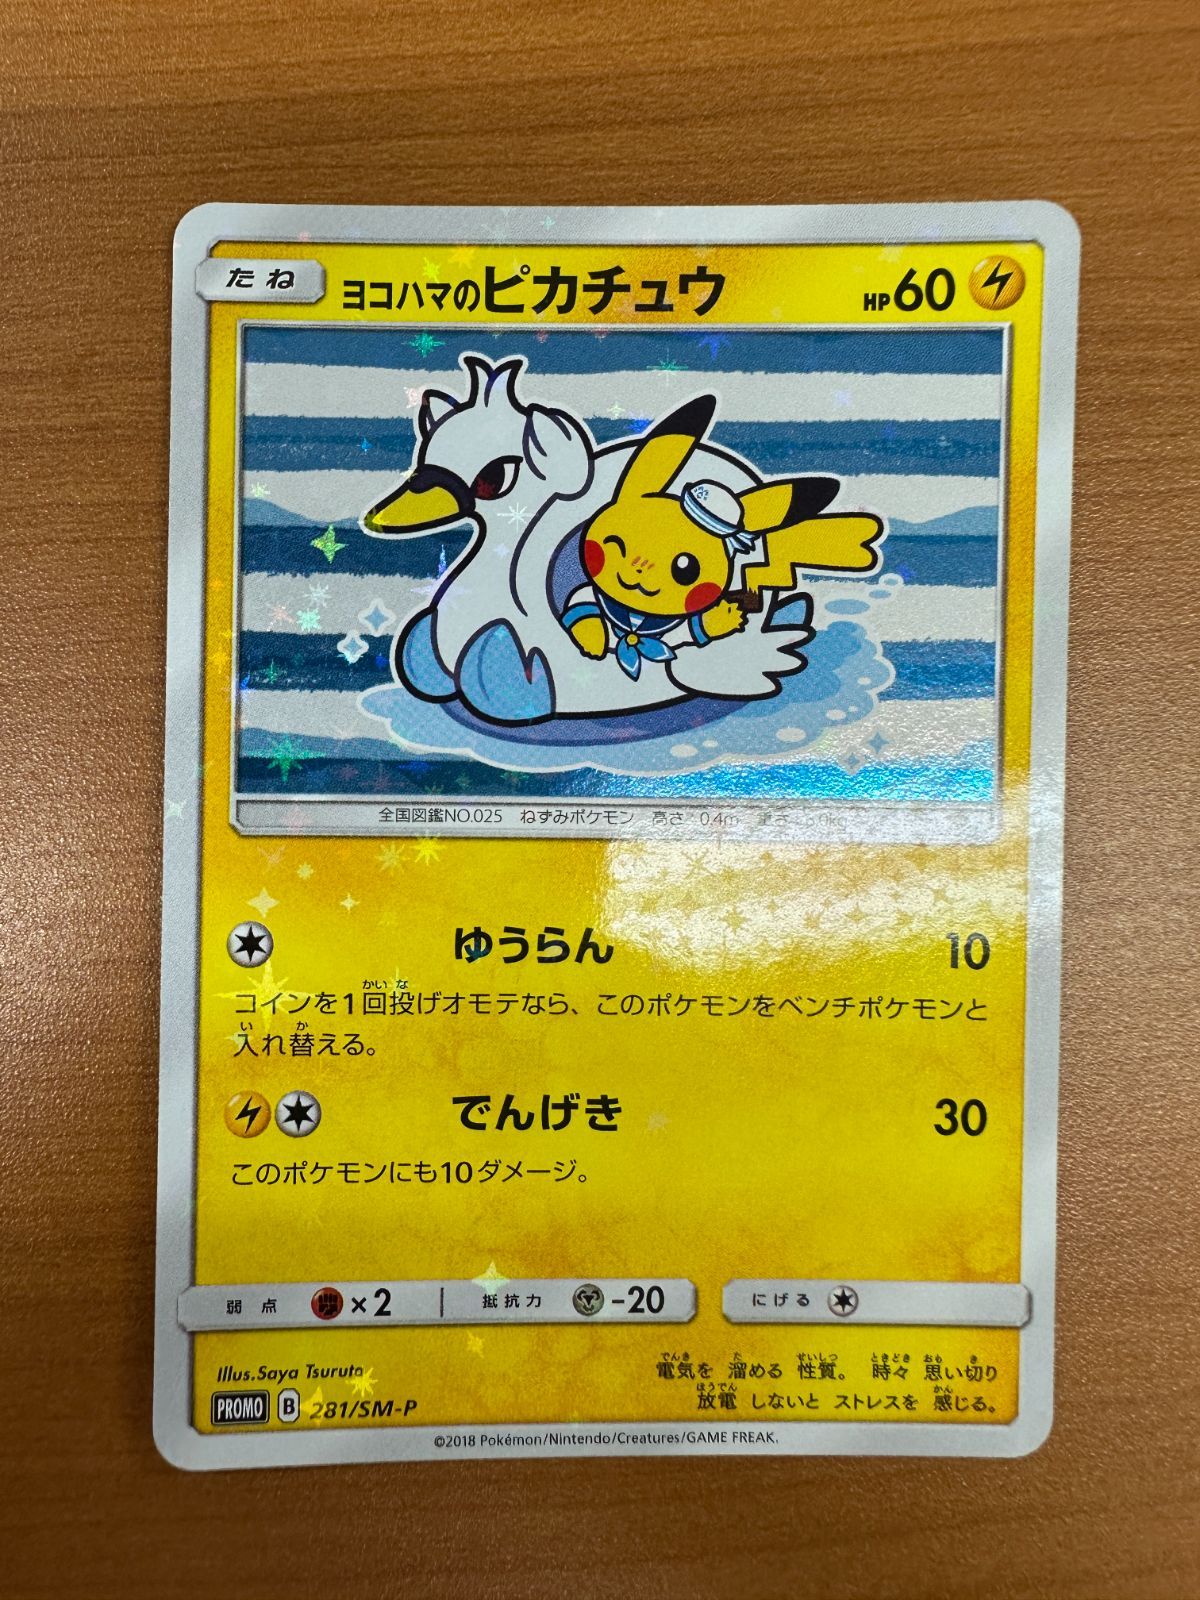 たね ヨコハマのピカチュウ HP60
全国図鑑NO.025 ねずみポケモン 高さ 0.4m 重さ
ゆうらん 10
コインを1回投げオモテなら、このポケモンをベンチポケモンと
入れ替える。
でんげき 30
このポケモンにも10ダメージ。
弱点 ×2 抵抗力 -20 にげる
Illus.Saya Tsuruta
電気を 溜める 性質。 時々 思い切り
放電 しないと ストレスを 感じる。
PROMO B 281/SM-P
©2018 Pokémon/Nintendo/Creatures/GAME FREAK.